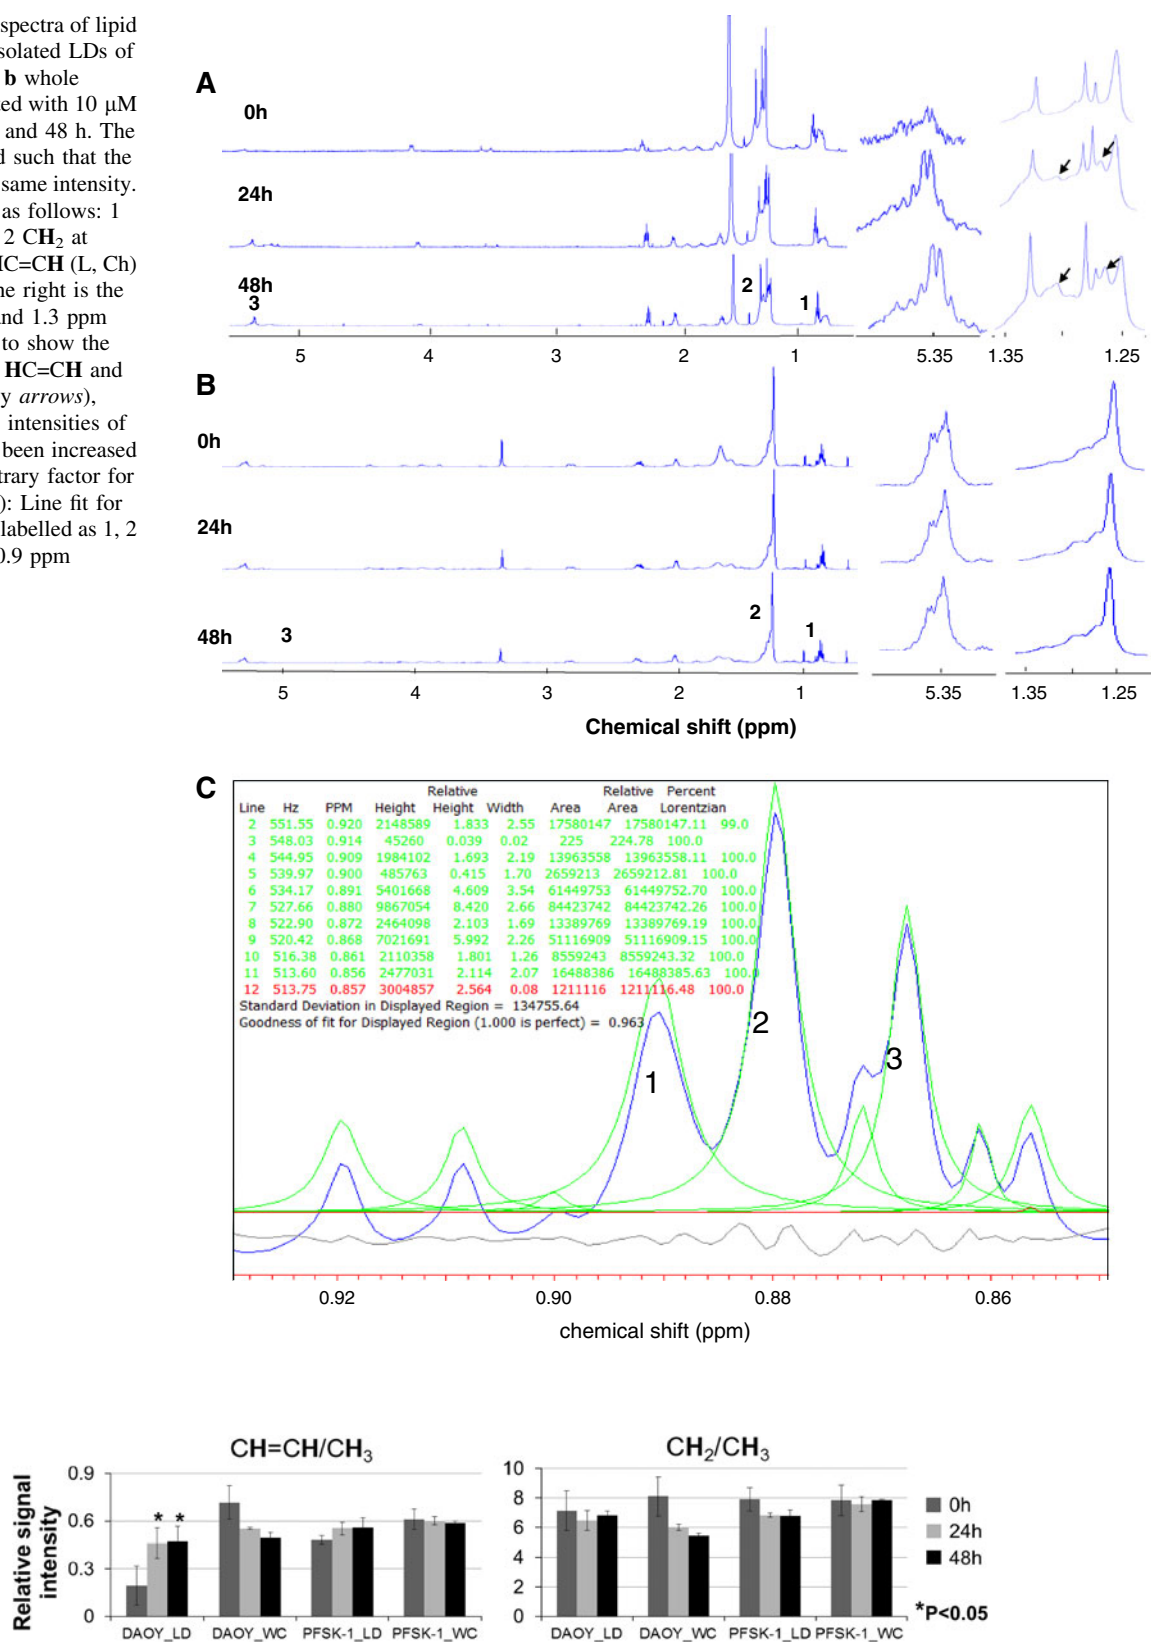 spectra of lipid
solated LDs of
b whole
ted with 10 µM
and 48 h. The
d such that the
same intensity.
as follows: 1
2 CH2 at
HC=CH (L, Ch)
ne right is the
and 1.3 ppm
to show the
HC=CH and
y arrows),
intensities of
been increased
trary factor for
): Line fit for
labelled as 1, 2
0.9 ppm
A
0h
24h
48h
3
2
1
5 4 3 2 1 5.35 1.35 1.25
B
0h
24h
48h
3
2
1
5 4 3 2 1 5.35 1.35 1.25
Chemical shift (ppm)
C
Relative Relative Percent
Line Hz PPM Height Height Width Area Area Lorentzian
2 551.55 0.920 2148589 1.833 2.55 17580147 17580147.11 99.0
3 548.03 0.914 45260 0.039 0.02 225 224.78 100.0
4 544.95 0.909 1984102 1.693 2.19 13963558 13963558.11 100.0
5 539.97 0.900 485763 0.415 1.70 2659213 2659212.81 100.0
6 534.17 0.891 5401668 4.609 3.54 61449753 61449752.70 100.0
7 527.66 0.880 9867054 8.420 2.66 84423742 84423742.26 100.0
8 522.90 0.872 2464098 2.103 1.69 13389769 13389769.19 100.0
9 520.42 0.868 7021691 5.992 2.26 51116909 51116909.15 100.0
10 516.38 0.861 2110358 1.801 1.26 8559243 8559243.32 100.0
11 513.60 0.856 2477031 2.114 2.07 16488386 16488385.63 100.0
12 513.75 0.857 3004857 2.564 0.08 1211116 1211116.48 100.0
Standard Deviation in Displayed Region = 134755.64
Goodness of fit for Displayed Region (1.000 is perfect) = 0.963
1
2
3
0.92 0.90 0.88 0.86
chemical shift (ppm)
CH=CH/CH3
Relative signal
intensity
0.9
0.6
0.3
0
* *
DAOY_LD DAOY_WC PFSK-1_LD PFSK-1_WC
CH2/CH3
10
8
6
4
2
0
DAOY_LD DAOY_WC PFSK-1_LD PFSK-1_WC
0h
24h
48h
*P<0.05